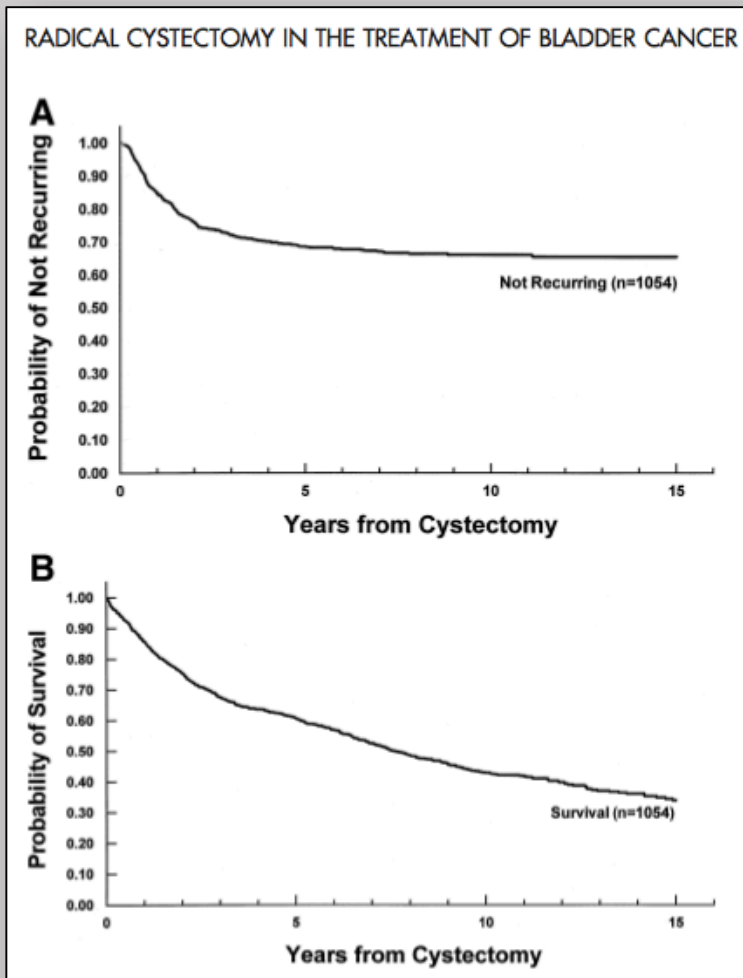 RADICAL CYSTECTOMY IN THE TREATMENT OF BLADDER CANCER
A
Probability of Not Recurring
1.00
0.90
0.80
0.70
0.60
0.50
0.40
0.30
0.20
0.10
0.00
Not Recurring (n=1054)
0 5 10 15
Years from Cystectomy
B
Probability of Survival
1.00
0.90
0.80
0.70
0.60
0.50
0.40
0.30
0.20
0.10
0.00
Survival (n=1054)
0 5 10 15
Years from Cystectomy